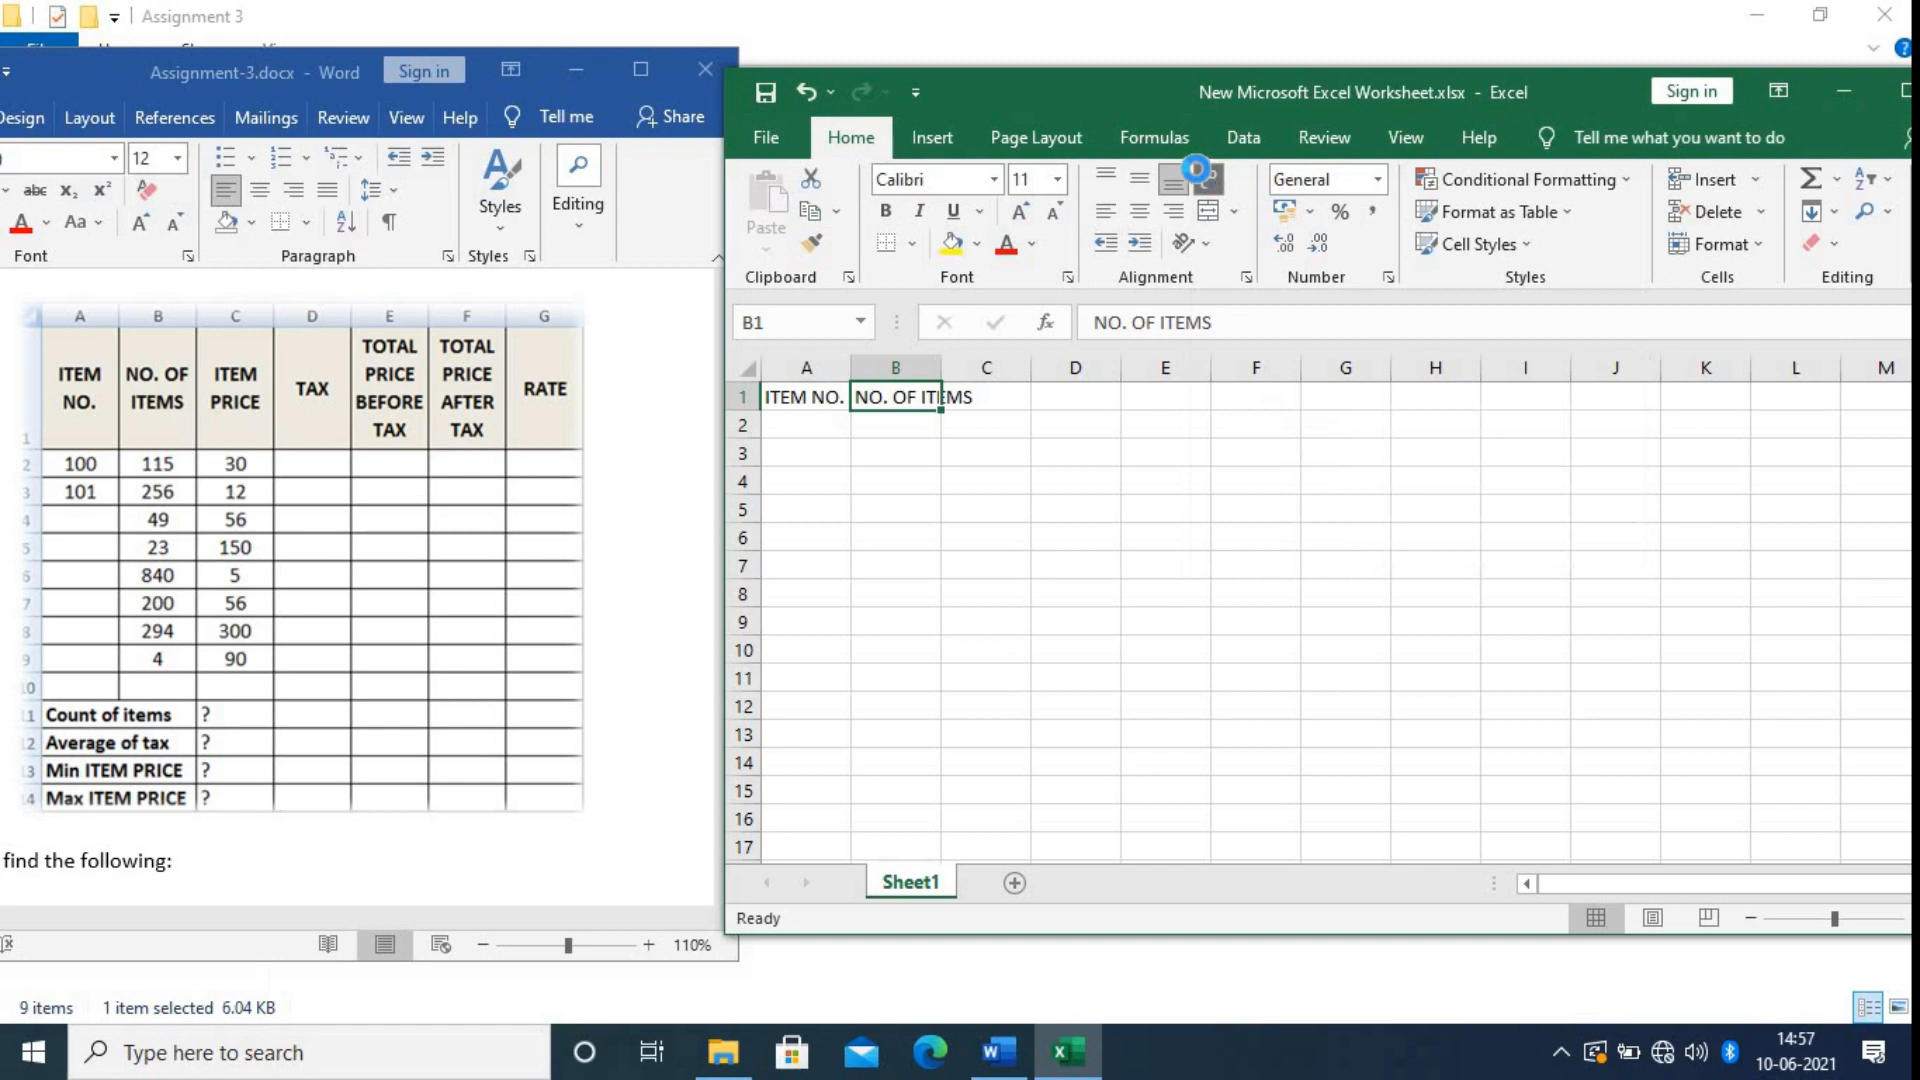 Assignment 3
Assignment-3.docx - Word
Sign in
Design Layout References Mailings Review View Help Tell me Share
12
abc x₂ x²
A Aa A A
Styles
Editing
Font
Paragraph
Styles
New Microsoft Excel Worksheet.xlsx - Excel
Sign in
File Home Insert Page Layout Formulas Data Review View Help Tell me what you want to do
Paste
Calibri 11
B I U A A
A
General
% ,
.00
Conditional Formatting
Format as Table
Cell Styles
Insert
Delete
Format
Clipboard Font Alignment Number Styles Cells Editing
B1 fx NO. OF ITEMS
A B C D E F G H I J K L M
1 ITEM NO. NO. OF ITEMS
2
3
4
5
6
7
8
9
10
11
12
13
14
15
16
17
Sheet1
Ready
A B C D E F G
1 ITEM NO. NO. OF ITEMS ITEM PRICE TAX TOTAL PRICE BEFORE TAX TOTAL PRICE AFTER TAX RATE
2 100 115 30
3 101 256 12
4 49 56
5 23 150
6 840 5
7 200 56
8 294 300
9 4 90
10
11 Count of items ?
12 Average of tax ?
13 Min ITEM PRICE ?
14 Max ITEM PRICE ?
find the following:
110%
9 items 1 item selected 6.04 KB
Type here to search
14:57
10-06-2021